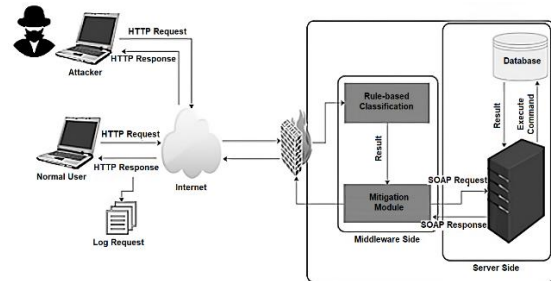 HTTP Request
HTTP Response
Attacker
HTTP Request
HTTP Response
Normal User
Log Request
Internet
Rule-based
Classification
Result
Mitigation
Module
Middleware Side
SOAP Request
SOAP Response
Database
Result
Execute
Command
Server Side